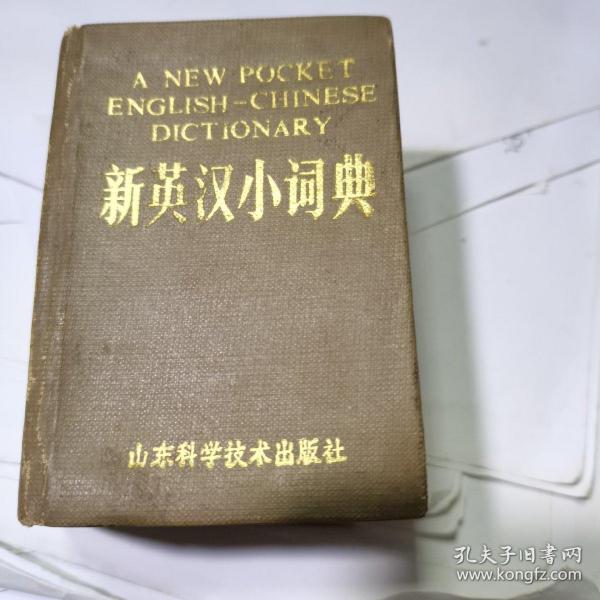 A NEW POCKET
ENGLISH-CHINESE
DICTIONARY
新英汉小词典
山东科学技术出版社
孔夫子旧书网
www.kongfz.com